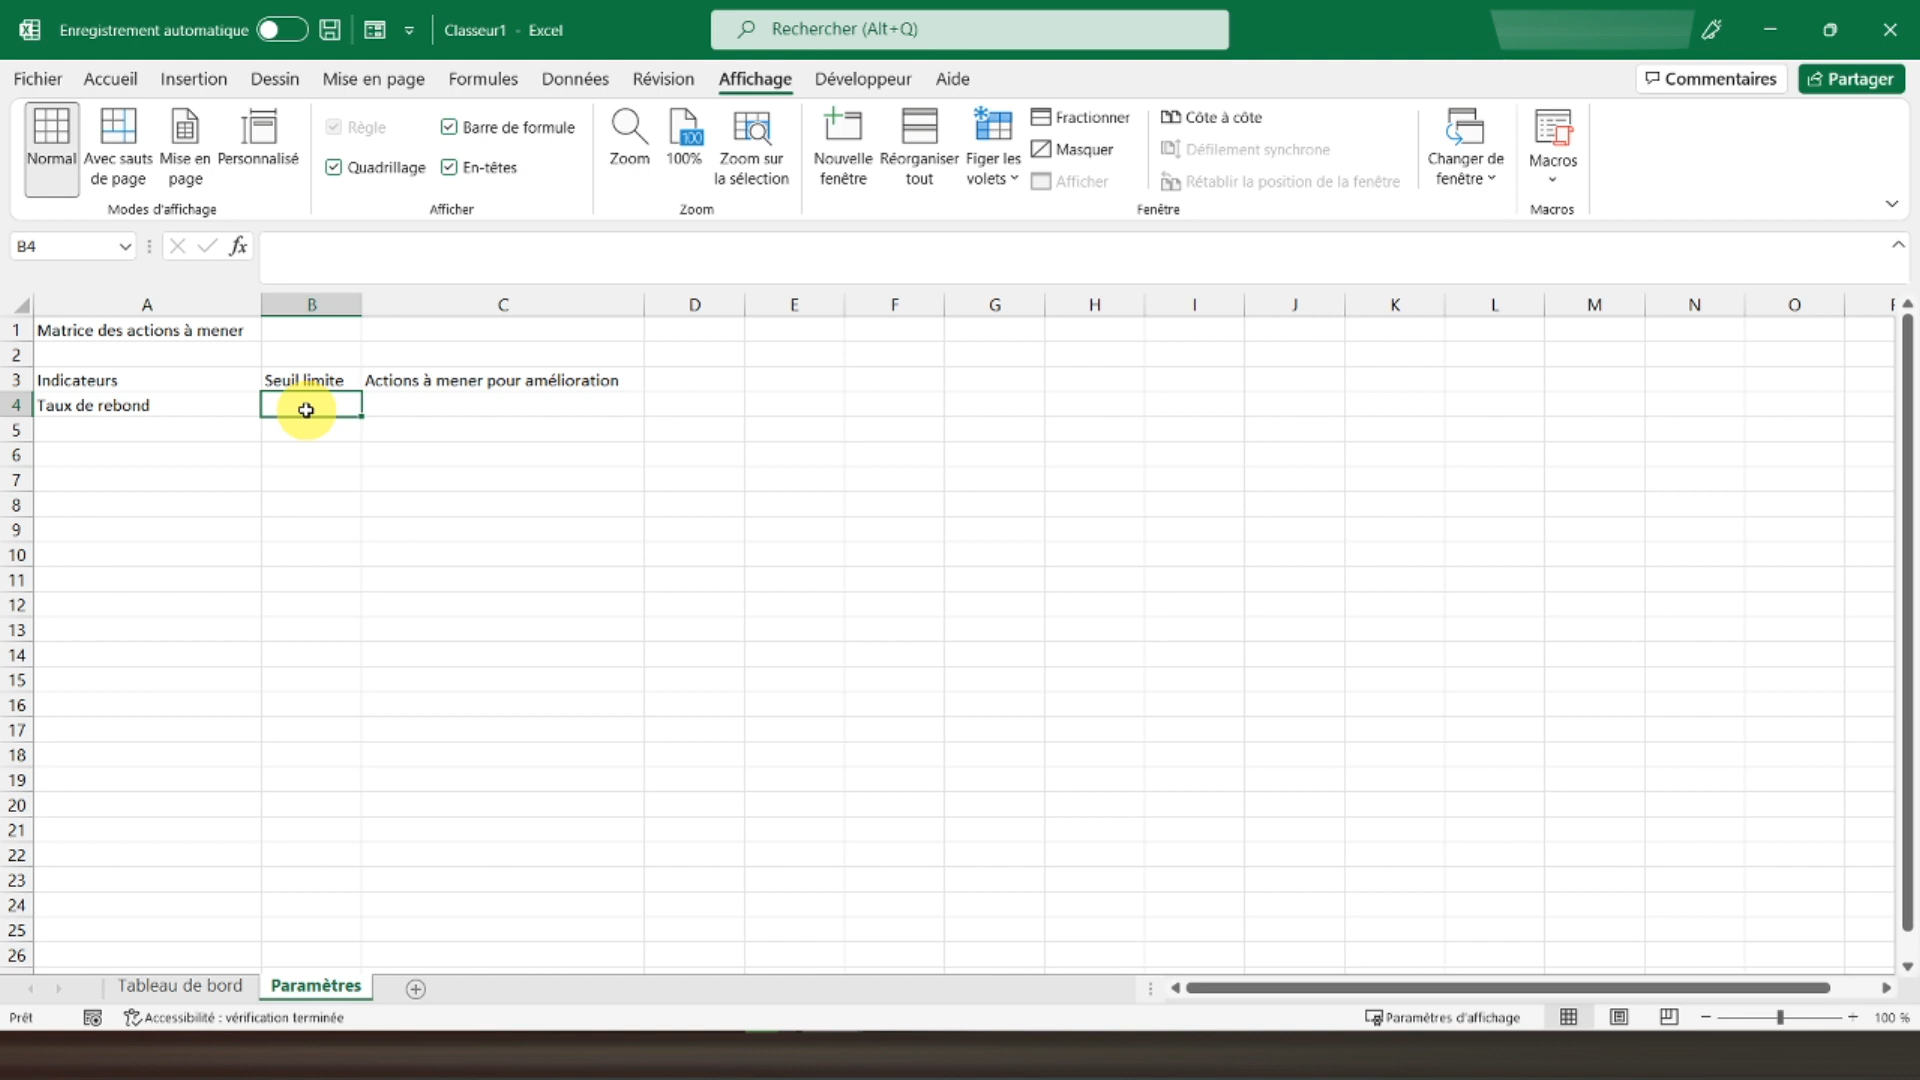 Enregistrement automatique
Classeur1 - Excel
Rechercher (Alt+Q)
Fichier Accueil Insertion Dessin Mise en page Formules Données Révision Affichage Développeur Aide
Commentaires
Partager
Normal
Avec sauts de page
Mise en page
Personnalisé
Modes d'affichage
Règle
Barre de formule
Quadrillage
En-têtes
Afficher
Zoom
100
100%
Zoom sur la sélection
Zoom
Nouvelle fenêtre
Réorganiser tout
Figer les volets
Fractionner
Masquer
Afficher
Côte à côte
Défilement synchrone
Rétablir la position de la fenêtre
Fenêtre
Changer de fenêtre
Macros
Macros
B4
fx
A B C D E F G H I J K L M N O
1 Matrice des actions à mener
2
3 Indicateurs Seuil limite Actions à mener pour amélioration
4 Taux de rebond
5
6
7
8
9
10
11
12
13
14
15
16
17
18
19
20
21
22
23
24
25
26
Tableau de bord Paramètres
Prêt
Accessibilité : vérification terminée
Paramètres d'affichage
100 %